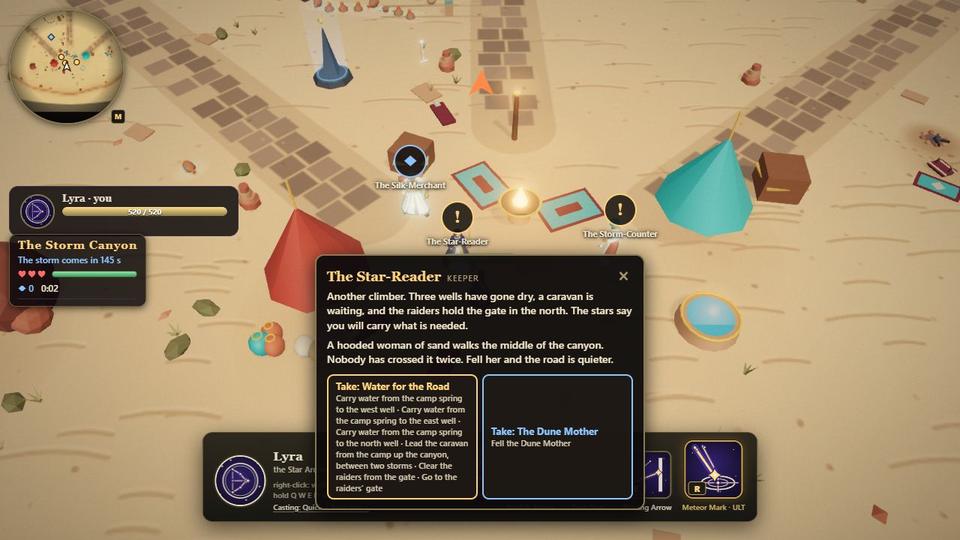 M
The Silk-Merchant
!
The Star-Reader
!
The Storm-Counter
Lyra · you
520 / 520
The Storm Canyon
The storm comes in 145 s
0 0:02
The Star-Reader KEEPER ×
Another climber. Three wells have gone dry, a caravan is
waiting, and the raiders hold the gate in the north. The stars say
you will carry what is needed.
A hooded woman of sand walks the middle of the canyon.
Nobody has crossed it twice. Fell her and the road is quieter.
Take: Water for the Road
Carry water from the camp spring
to the west well · Carry water from
the camp spring to the east well ·
Carry water from the camp spring
to the north well · Lead the caravan
from the camp up the canyon,
between two storms · Clear the
raiders from the gate · Go to the
raiders' gate
Take: The Dune Mother
Fell the Dune Mother
Lyra
the Star
right-click:
hold Q W E
Casting:
Arrow
R
Meteor Mark · ULT